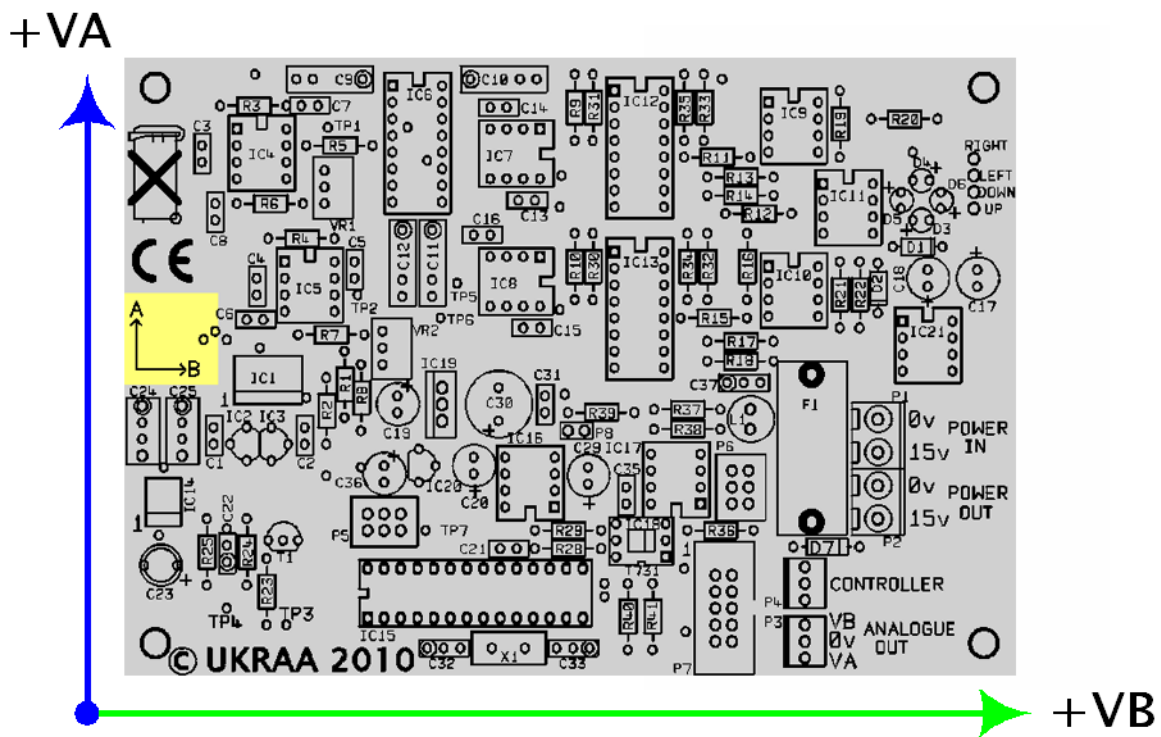 +VA
C9 C10
IC6 IC12 IC9
R3 C7 C14 R9 R31 R35 R33 R19 R20
C3 TP1 IC4 R5 IC7 R11 RIGHT
D4 LEFT
R13 D6 DOWN
R14 IC11 UP
R6 C13 R12 D5
C8 VR1 C16 D3
R4 C5 C12 C11 R10 R30 IC13 R34 R32 R16 D1
C4 IC5 TP5 IC8 IC10 C18 C17
TP2 R21 R22 D2
A C6 TP6 C15 R15
R7 VR2 R17 IC21
B IC1 IC19 R18
1 R1 R8 C31 C37
C24 C25 R2 C30 F1 P1
IC2 IC3 C19 R39 R37 L1 0v POWER
C1 C2 IC16 P8 IC17 R38 P6 15v IN
C36 IC20 C20 C29 C35
IC14 0v POWER
1 15v OUT
C22 P5 TP7 R29 IC18 R36 P2
R25 R24 T1 C21 R28 T731 1 D7
C23 R23 CONTROLLER
P4
TP4 TP3 R40 R41 P3 VB ANALOGUE
IC15 0v OUT
© UKRAA 2010 C32 X1 C33 P7 VA
+VB
CE